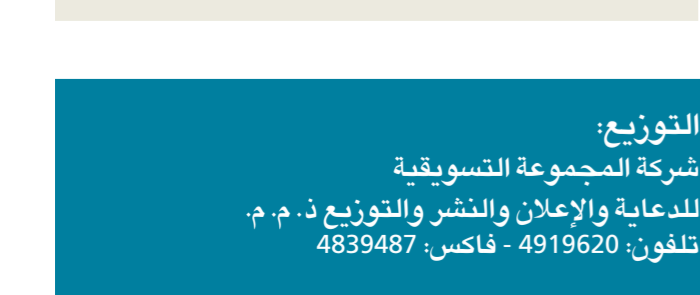 التوزيع:
شركة المجموعة التسويقية
للدعاية والإعلان والنشر والتوزيع ذ. م. م.
تلفون: 4919620 - فاكس: 4839487